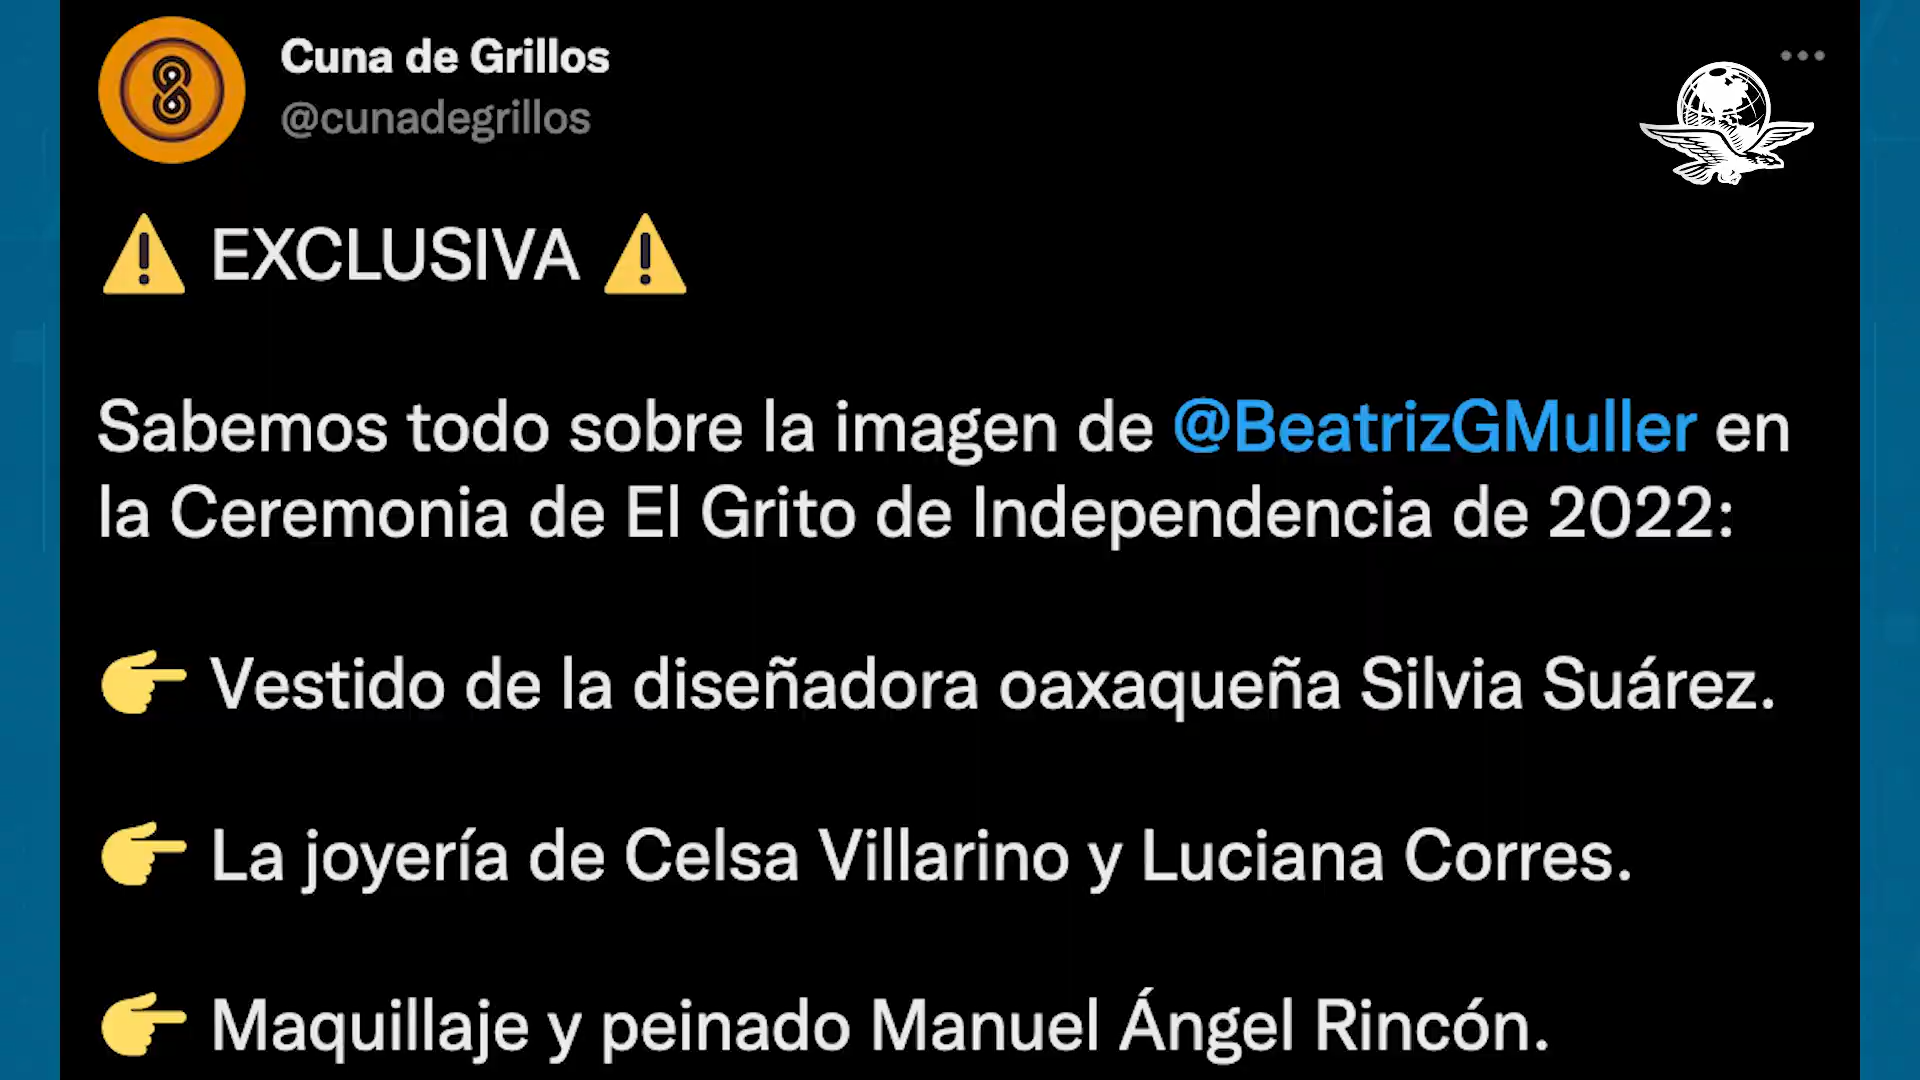 Cuna de Grillos
@cunadegrillos
⚠️ EXCLUSIVA ⚠️
Sabemos todo sobre la imagen de @BeatrizGMuller en
la Ceremonia de El Grito de Independencia de 2022:
👉 Vestido de la diseñadora oaxaqueña Silvia Suárez.
👉 La joyería de Celsa Villarino y Luciana Corres.
👉 Maquillaje y peinado Manuel Ángel Rincón.